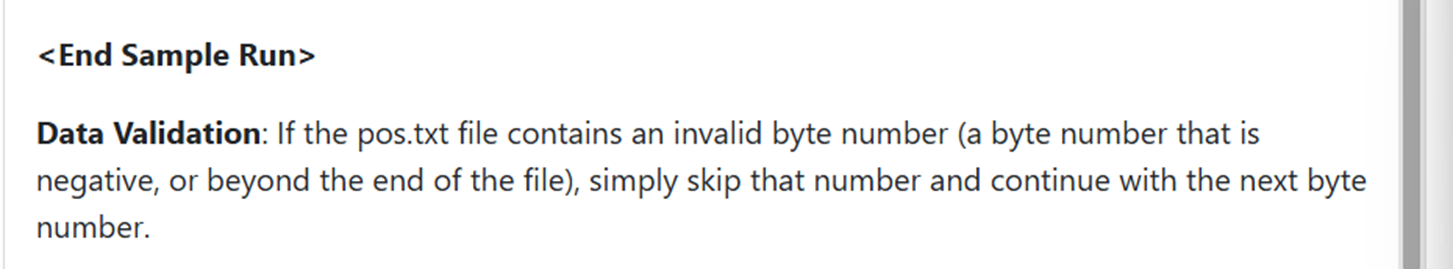 <End Sample Run>
Data Validation: If the pos.txt file contains an invalid byte number (a byte number that is
negative, or beyond the end of the file), simply skip that number and continue with the next byte
number.